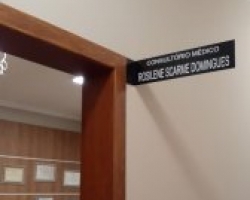 CONSULTÓRIO MÉDICO
ROSILENE SCARME DOMINGUES